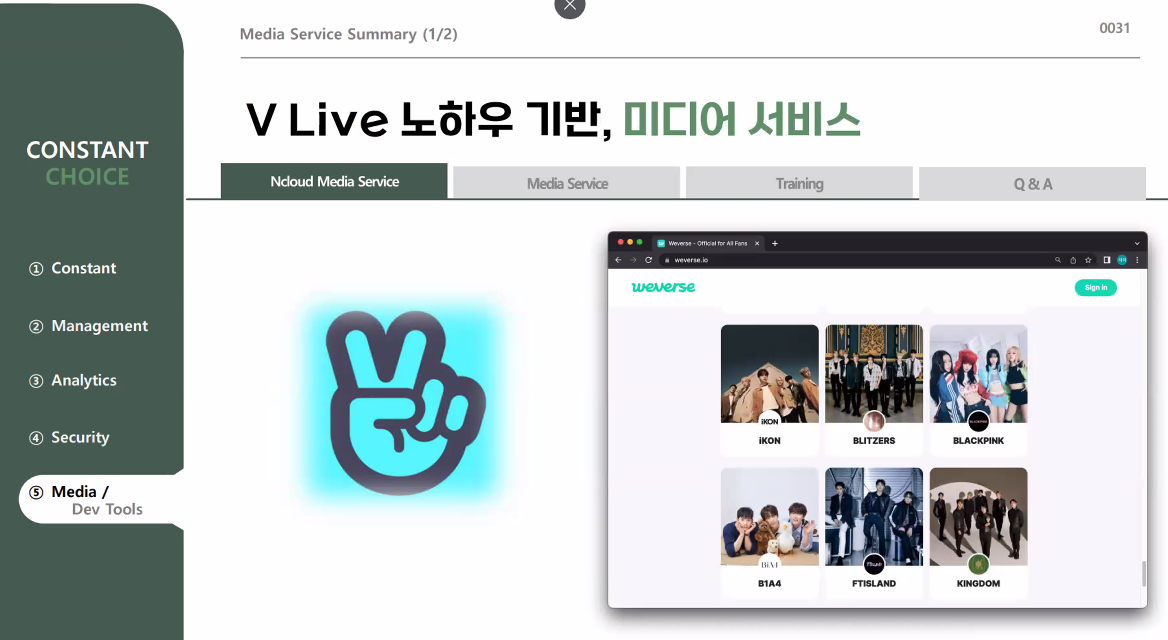 Media Service Summary (1/2)
0031
V Live 노하우 기반, 미디어 서비스
CONSTANT
CHOICE
Ncloud Media Service
Media Service
Training
Q & A
① Constant
② Management
③ Analytics
④ Security
⑤ Media /
Dev Tools
Weverse - Official for All Fans
weverse.io
weverse
Sign in
iKON
iKON
BLITZERS
BLACKPINK
BLACKPINK
B1A4
FTISLAND
KINGDOM